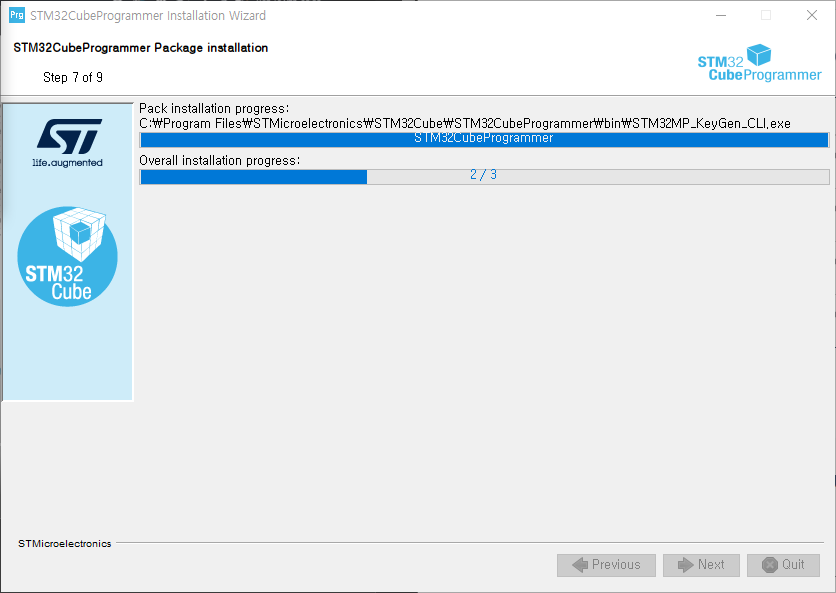 Prg STM32CubeProgrammer Installation Wizard
STM32CubeProgrammer Package installation
Step 7 of 9
STM32
CubeProgrammer
ST
life.augmented
STM32
Cube
Pack installation progress:
C:₩Program Files₩STMicroelectronics₩STM32Cube₩STM32CubeProgrammer₩bin₩STM32MP_KeyGen_CLI.exe
STM32CubeProgrammer
Overall installation progress:
2 / 3
STMicroelectronics
Previous
Next
Quit